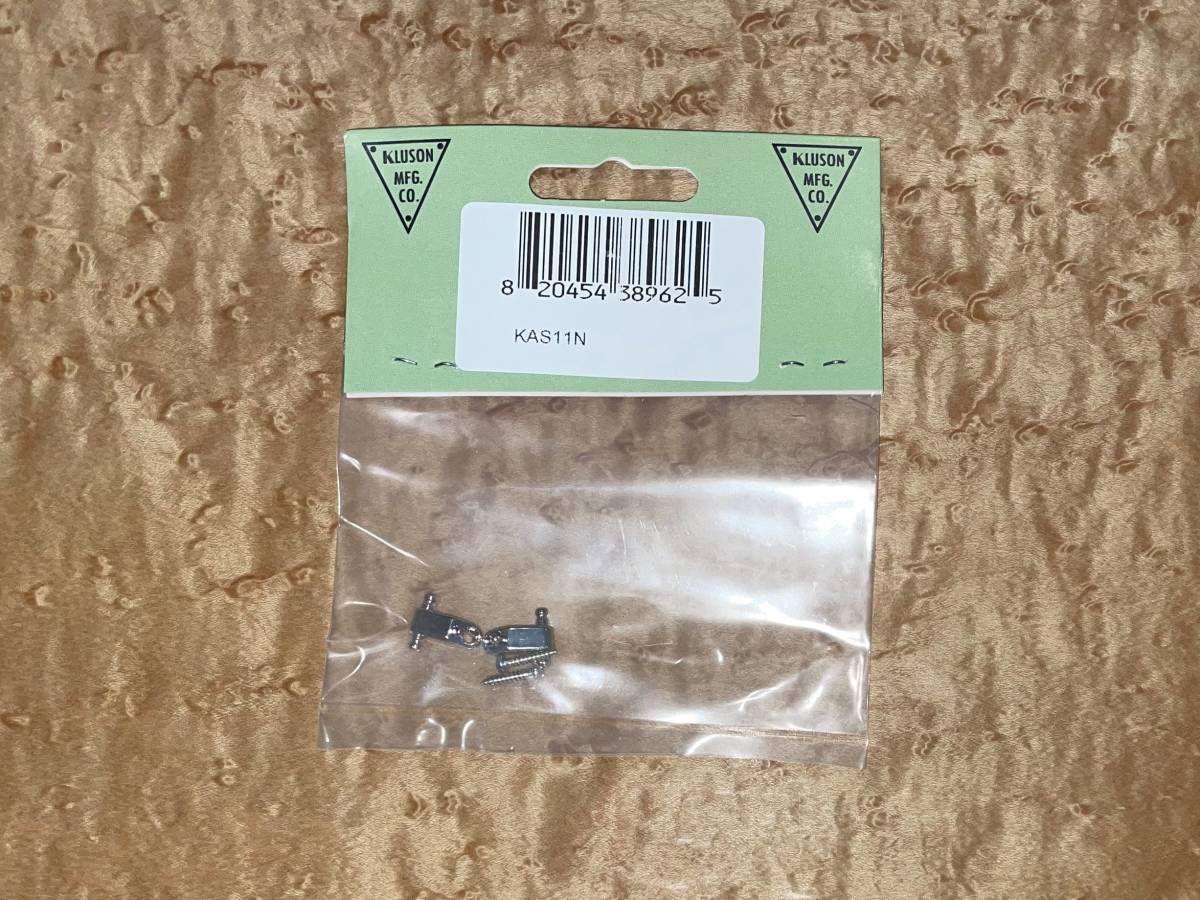 KLUSON
MFG.
CO.
KLUSON
MFG.
CO.
8 20454 38962 5
KAS11N